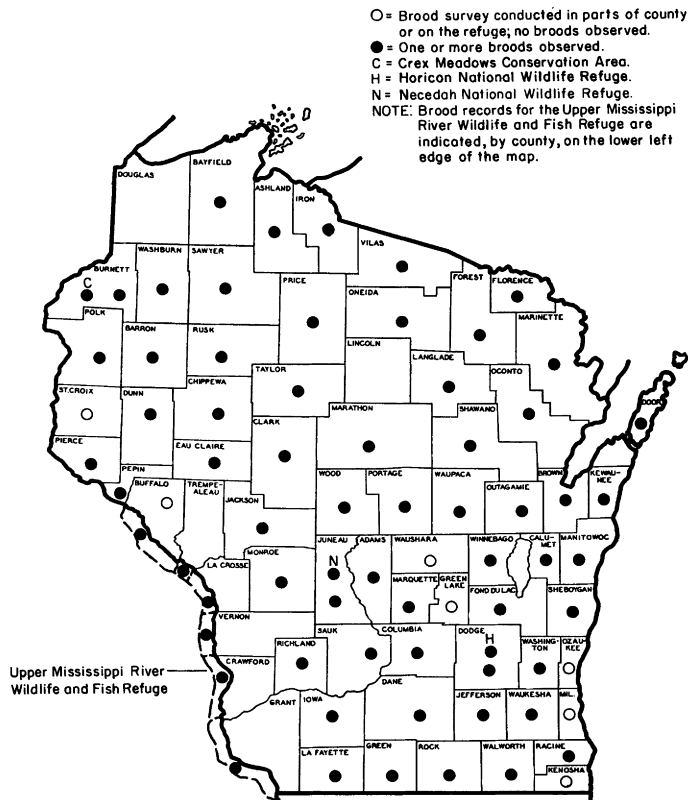 O = Brood survey conducted in parts of county
or on the refuge; no broods observed.
● = One or more broods observed.
C = Crex Meadows Conservation Area.
H = Horicon National Wildlife Refuge.
N = Necedah National Wildlife Refuge.
NOTE: Brood records for the Upper Mississippi
River Wildlife and Fish Refuge are
indicated, by county, on the lower left
edge of the map.
DOUGLAS
BAYFIELD
ASHLAND
IRON
VILAS
WASHBURN
SAWYER
BURNETT
C
PRICE
FOREST
FLORENCE
ONEIDA
POLK
MARINETTE
BARRON
RUSK
LINCOLN
LANGLADE
TAYLOR
OCONTO
CHIPPEWA
ST. CROIX
DUNN
DOOR
CLARK
MARATHON
SHAWANO
PIERCE
EAU CLAIRE
PEPIN
WOOD
PORTAGE
WAUPACA
BROWN
KEWAU-
NEE
BUFFALO
TREMPE-
ALEAU
OUTAGAMIE
JACKSON
JUNEAU
ADAMS
WAUSHARA
WINNEBAGO
CALU-
MET
MANITOWOC
MONROE
N
LA CROSSE
MARQUETTE
GREEN
LAKE
FOND DU LAC
SHEBOYGAN
VERNON
SAUK
COLUMBIA
DODGE
H
RICHLAND
WASHING-
TON
OZAU-
KEE
CRAWFORD
Upper Mississippi River
Wildlife and Fish Refuge
DANE
GRANT
IOWA
JEFFERSON
WAUKESHA
MIL.
LA FAYETTE
GREEN
ROCK
WALWORTH
RACINE
KENOSHA